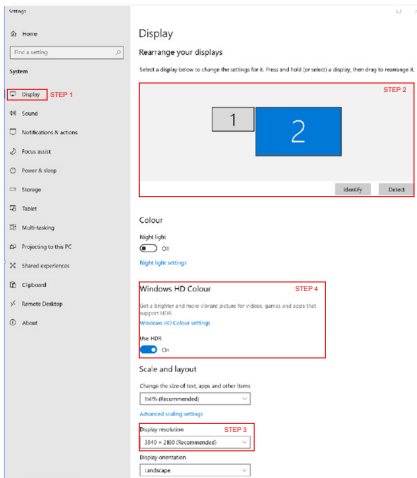 Settings
Home
Find a setting
System
Display STEP 1
Sound
Notifications & actions
Focus assist
Power & sleep
Storage
Tablet
Multi-tasking
Projecting to this PC
Shared experiences
Clipboard
Remote Desktop
About
Display
Rearrange your displays
Select a display below to change the settings for it. Press and hold (or select) a display, then drag to rearrange it.
STEP 2
1
2
Identify Detect
Colour
Night light
Off
Night light settings
Windows HD Colour STEP 4
Get a brighter and more vibrant picture for videos, games and apps that
support HDR.
Windows HD Colour settings
Use HDR
On
Scale and layout
Change the size of text, apps and other items
(Recommended)
Advanced scaling settings
Display resolution STEP 3
3840 × 2160 (Recommended)
Display orientation
Landscape